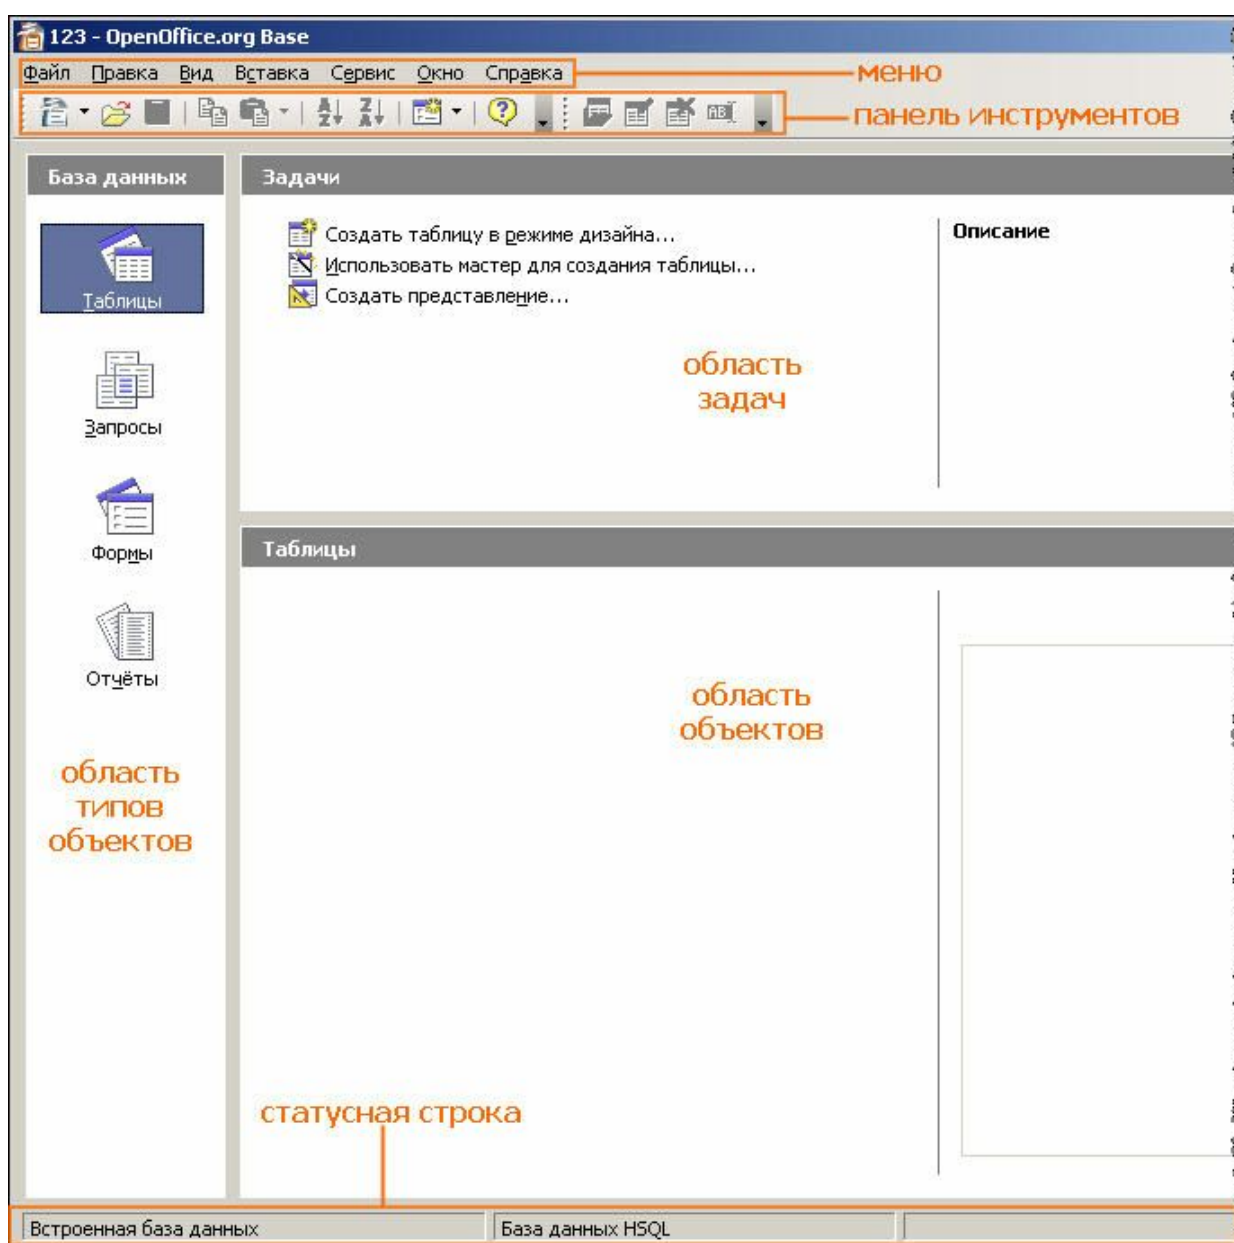 123 - OpenOffice.org Base
Файл Правка Вид Вставка Сервис Окно Справка
меню
панель инструментов
База данных
Задачи
Таблицы
Запросы
Формы
Отчёты
область
типов
объектов
Создать таблицу в режиме дизайна...
Использовать мастер для создания таблицы...
Создать представление...
Описание
область
задач
Таблицы
область
объектов
статусная строка
Встроенная база данных
База данных HSQL